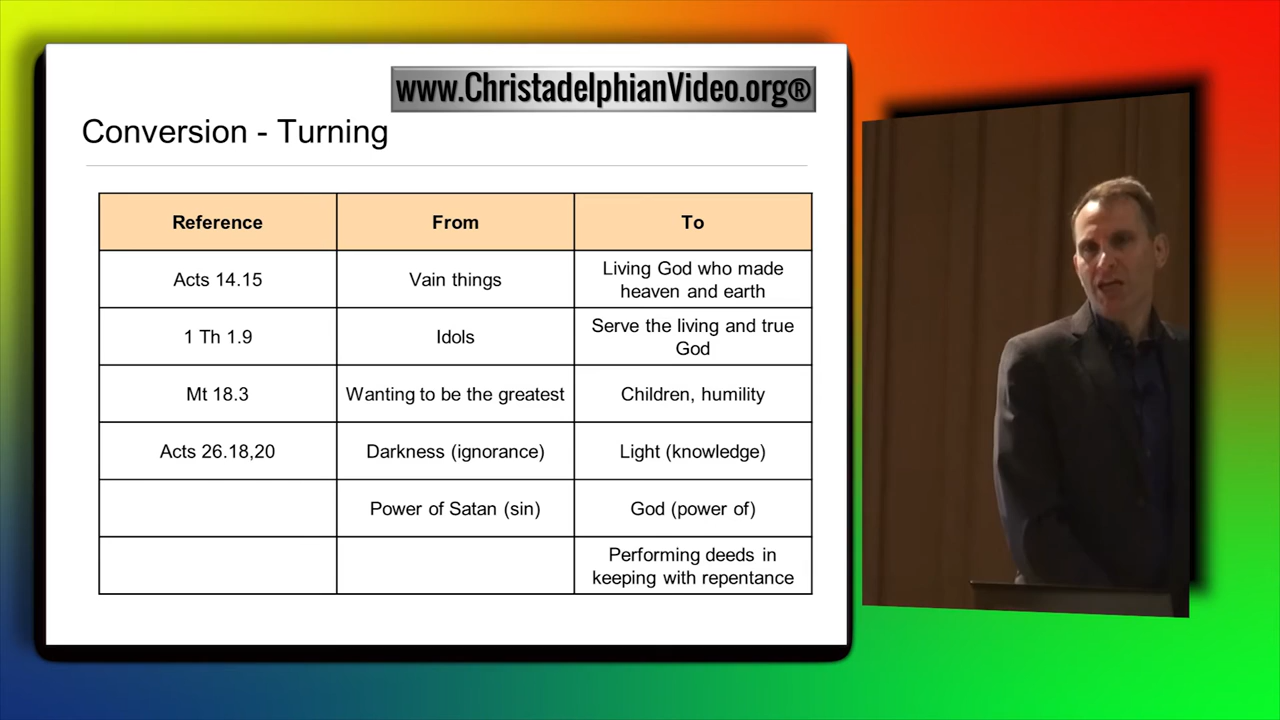 www.ChristadelphianVideo.org®
Conversion - Turning
Reference From To
Acts 14.15 Vain things Living God who made
heaven and earth
1 Th 1.9 Idols Serve the living and true
God
Mt 18.3 Wanting to be the greatest Children, humility
Acts 26.18,20 Darkness (ignorance) Light (knowledge)
Power of Satan (sin) God (power of)
Performing deeds in
keeping with repentance